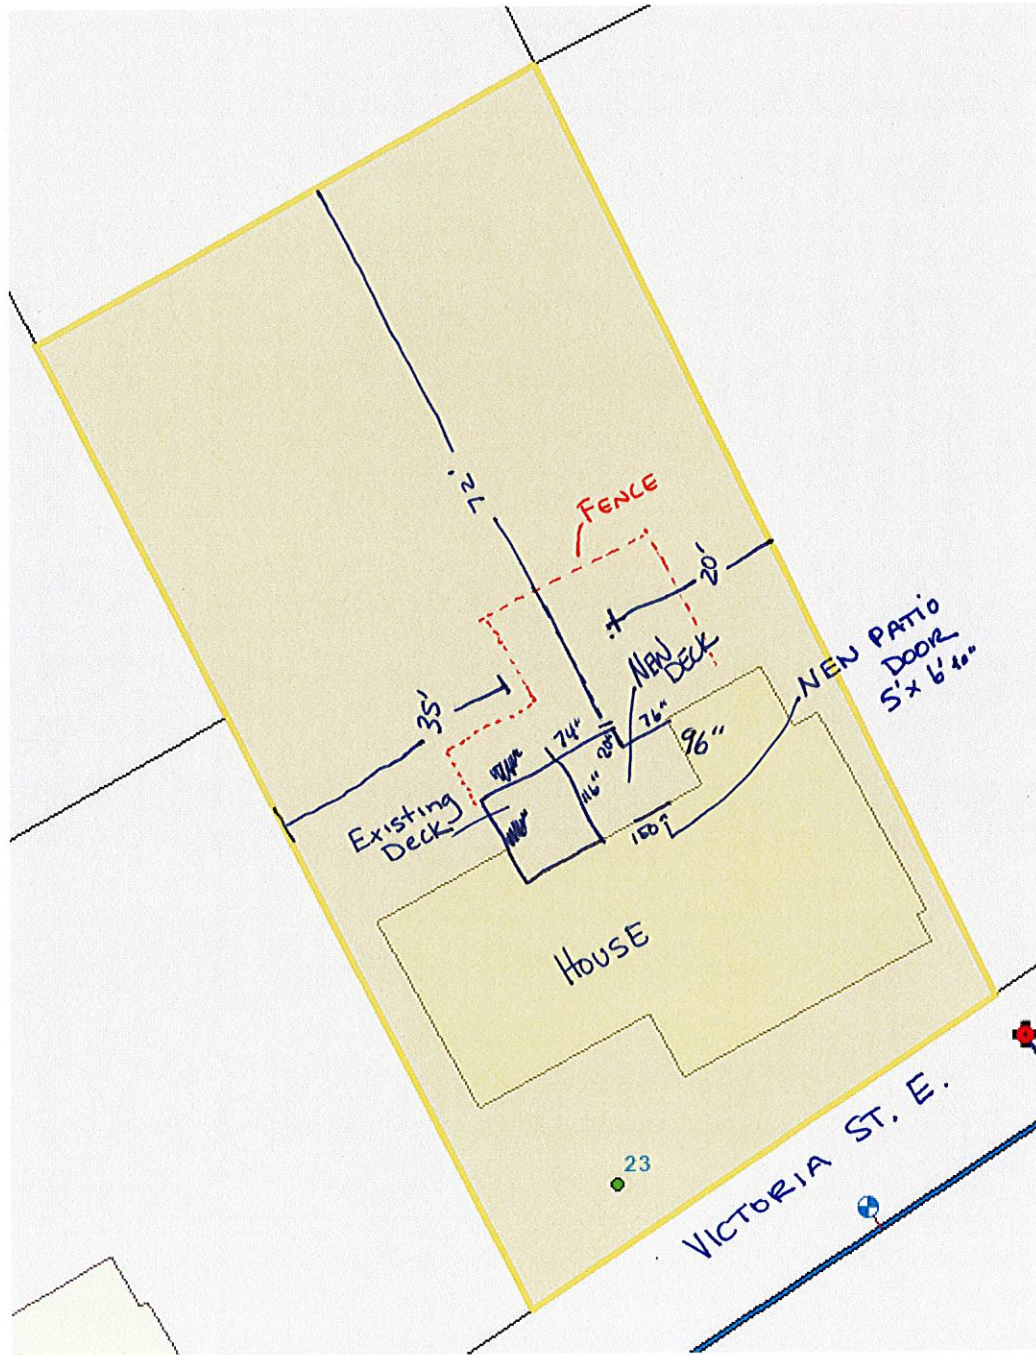 72'
FENCE
20'
NEW
DECK
NEW PATIO
DOOR
5' x 6'10"
35'
74"
20"
76"
96"
116"
Existing
Deck
150"
HOUSE
23
VICTORIA ST. E.